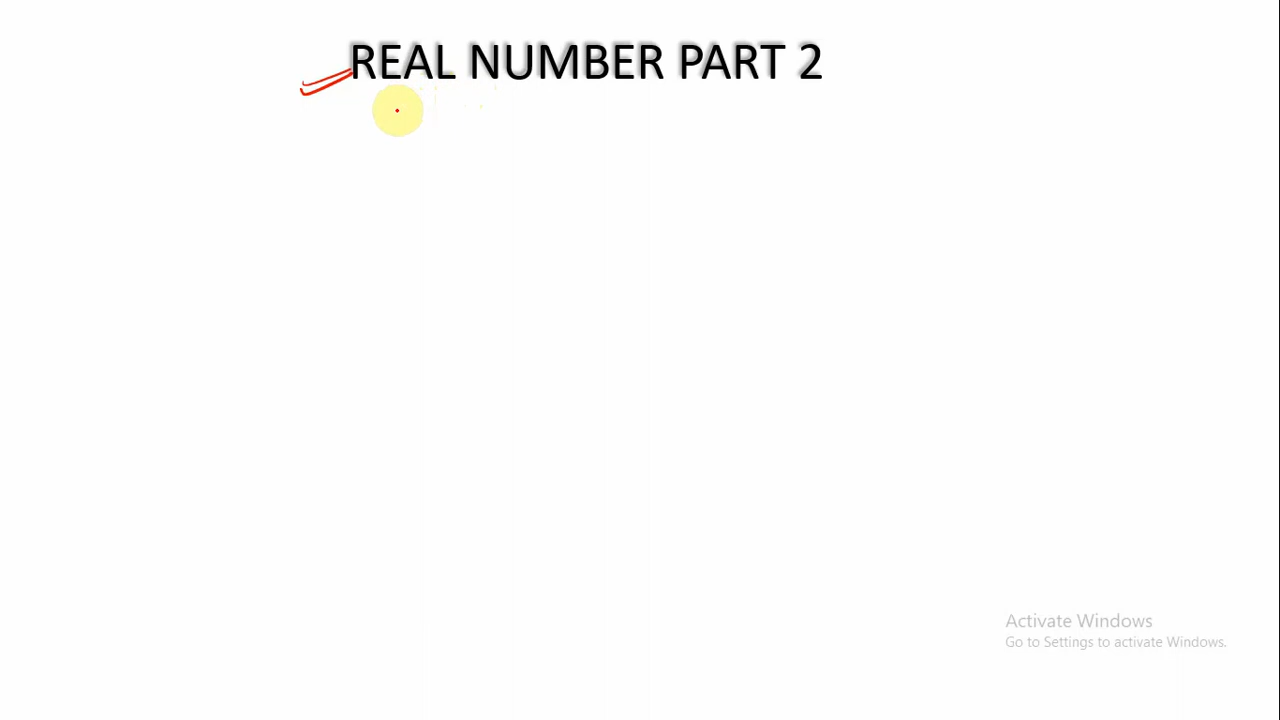 REAL NUMBER PART 2
Activate Windows
Go to Settings to activate Windows.